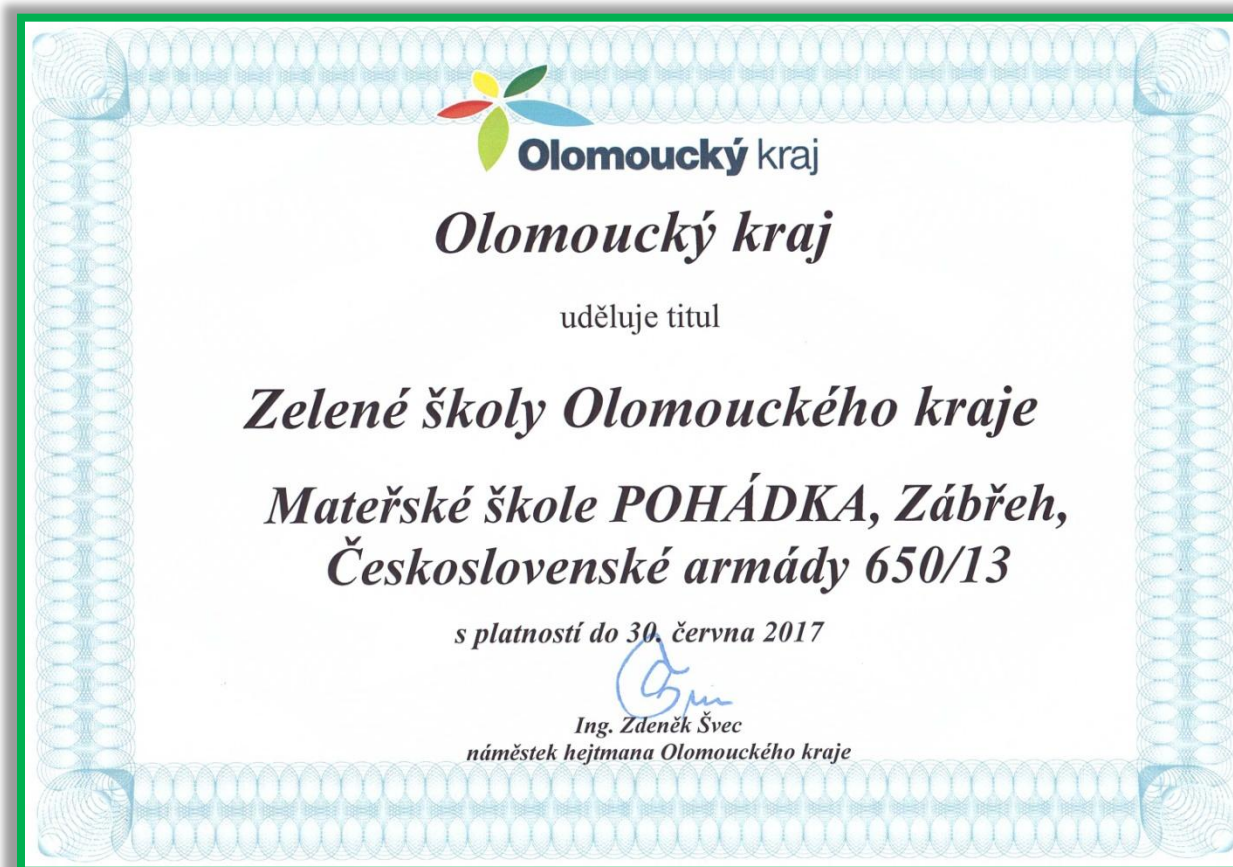 Olomoucký kraj
Olomoucký kraj
uděluje titul
Zelené školy Olomouckého kraje
Mateřské škole POHÁDKA, Zábřeh,
Československé armády 650/13
s platností do 30. června 2017
Ing. Zdeněk Švec
náměstek hejtmana Olomouckého kraje